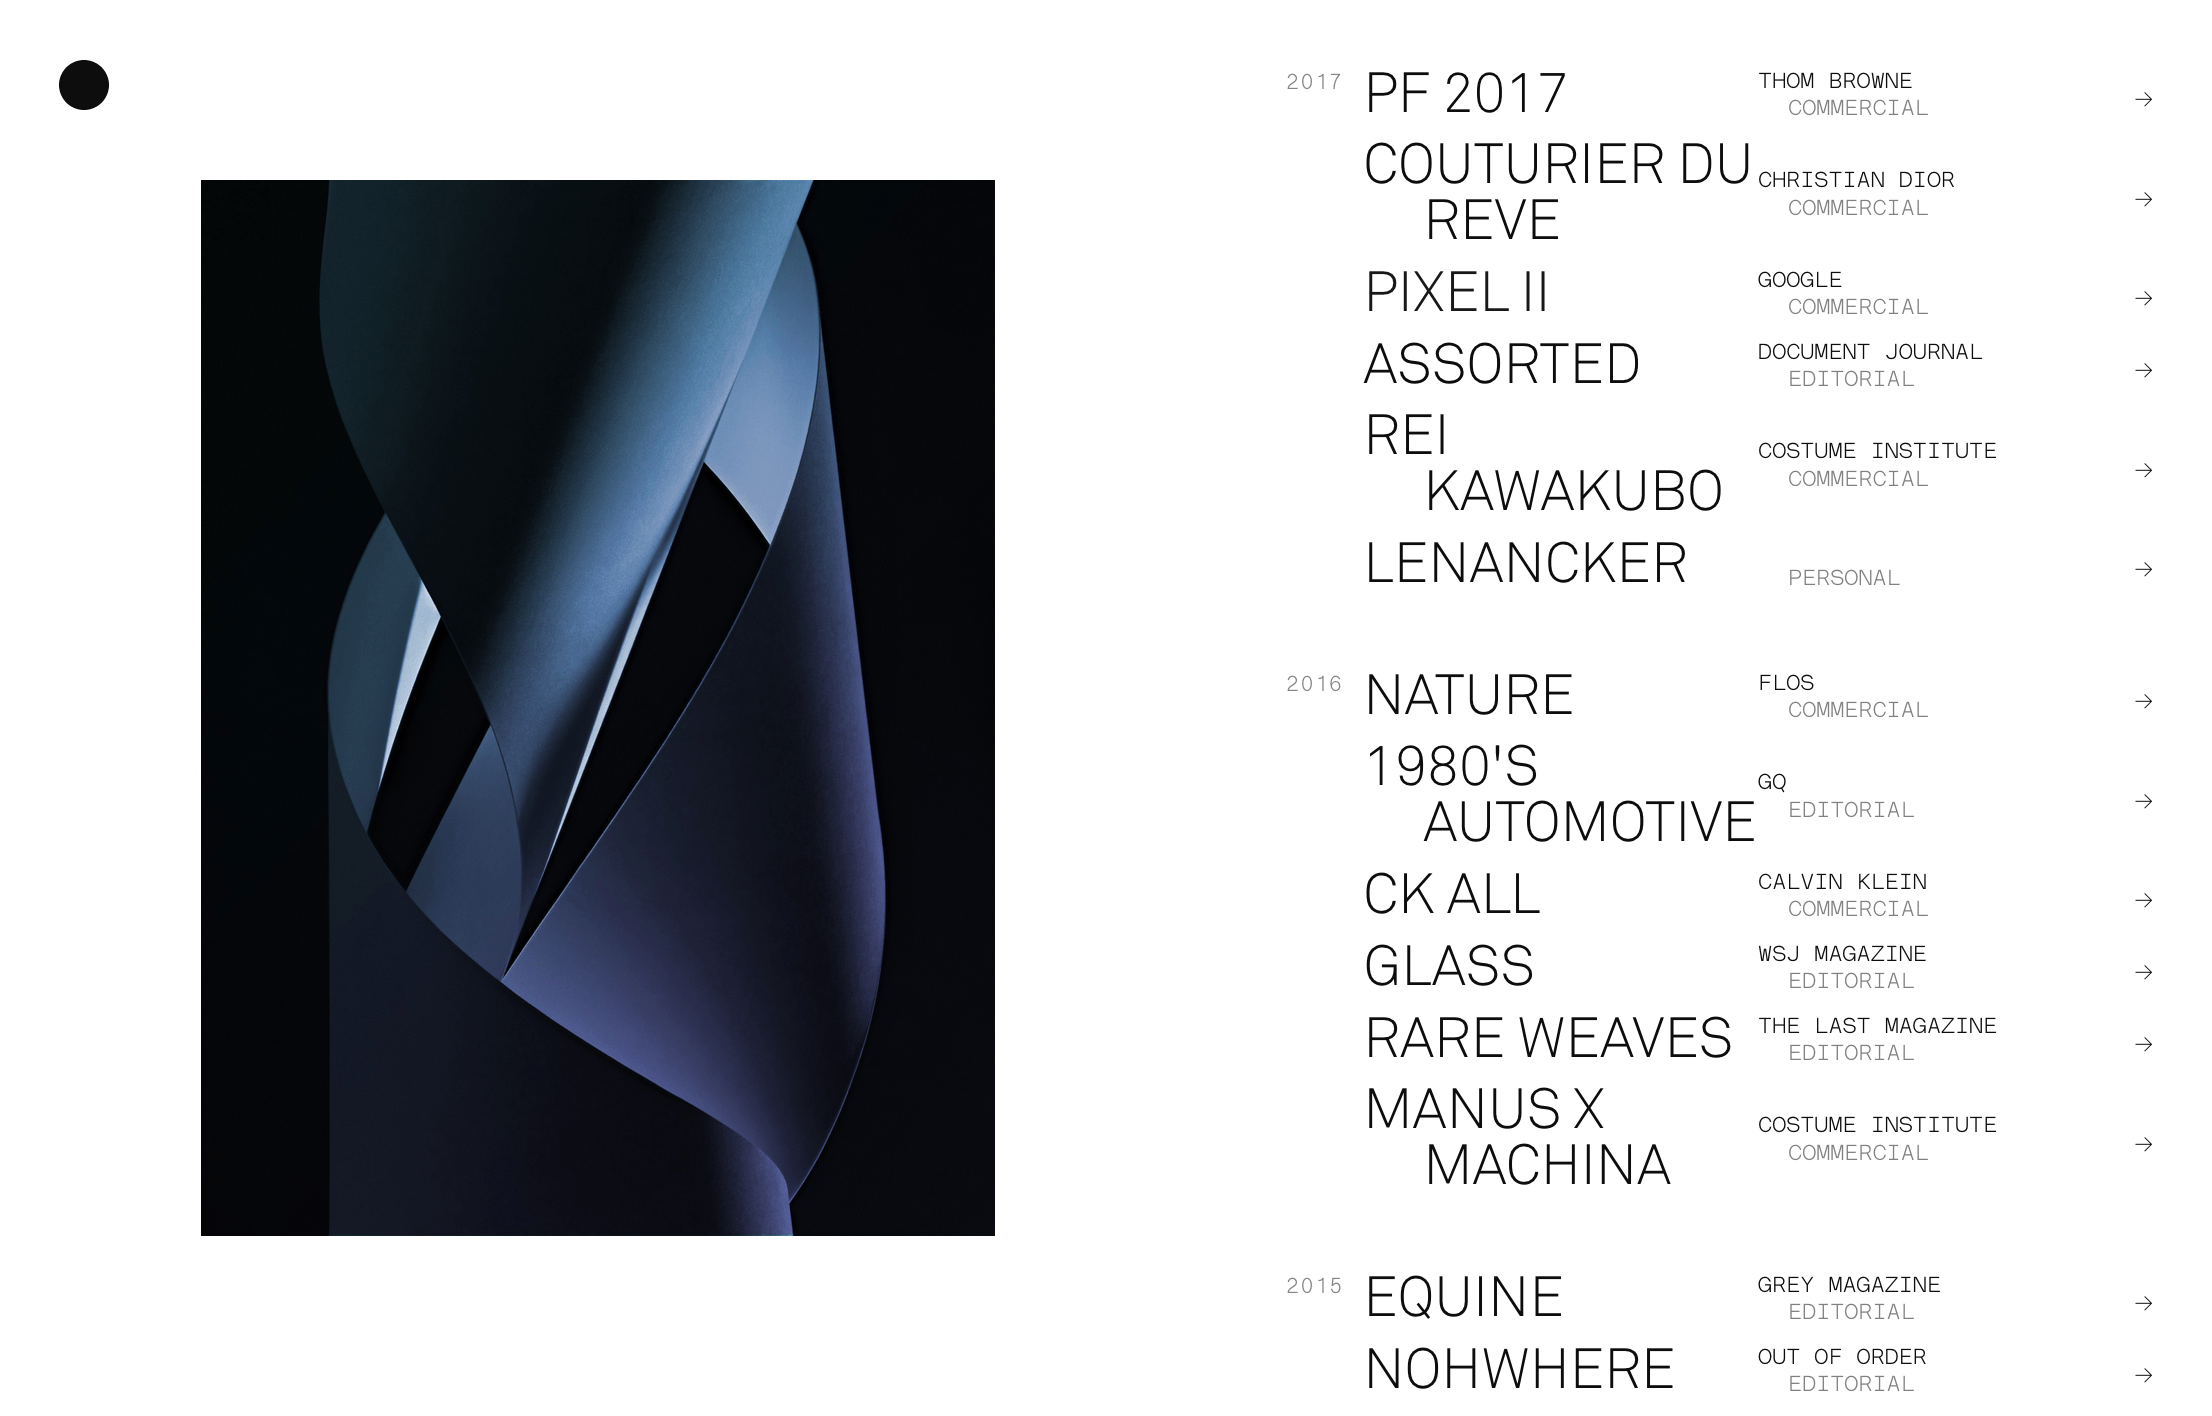 2017
PF 2017
THOM BROWNE
COMMERCIAL
→
COUTURIER DU
REVE
CHRISTIAN DIOR
COMMERCIAL
→
PIXEL II
GOOGLE
COMMERCIAL
→
ASSORTED
DOCUMENT JOURNAL
EDITORIAL
→
REI
KAWAKUBO
COSTUME INSTITUTE
COMMERCIAL
→
LENANCKER
PERSONAL
→
2016
NATURE
FLOS
COMMERCIAL
→
1980'S
AUTOMOTIVE
GQ
EDITORIAL
→
CK ALL
CALVIN KLEIN
COMMERCIAL
→
GLASS
WSJ MAGAZINE
EDITORIAL
→
RARE WEAVES
THE LAST MAGAZINE
EDITORIAL
→
MANUS X
MACHINA
COSTUME INSTITUTE
COMMERCIAL
→
2015
EQUINE
GREY MAGAZINE
EDITORIAL
→
NOHWHERE
OUT OF ORDER
EDITORIAL
→